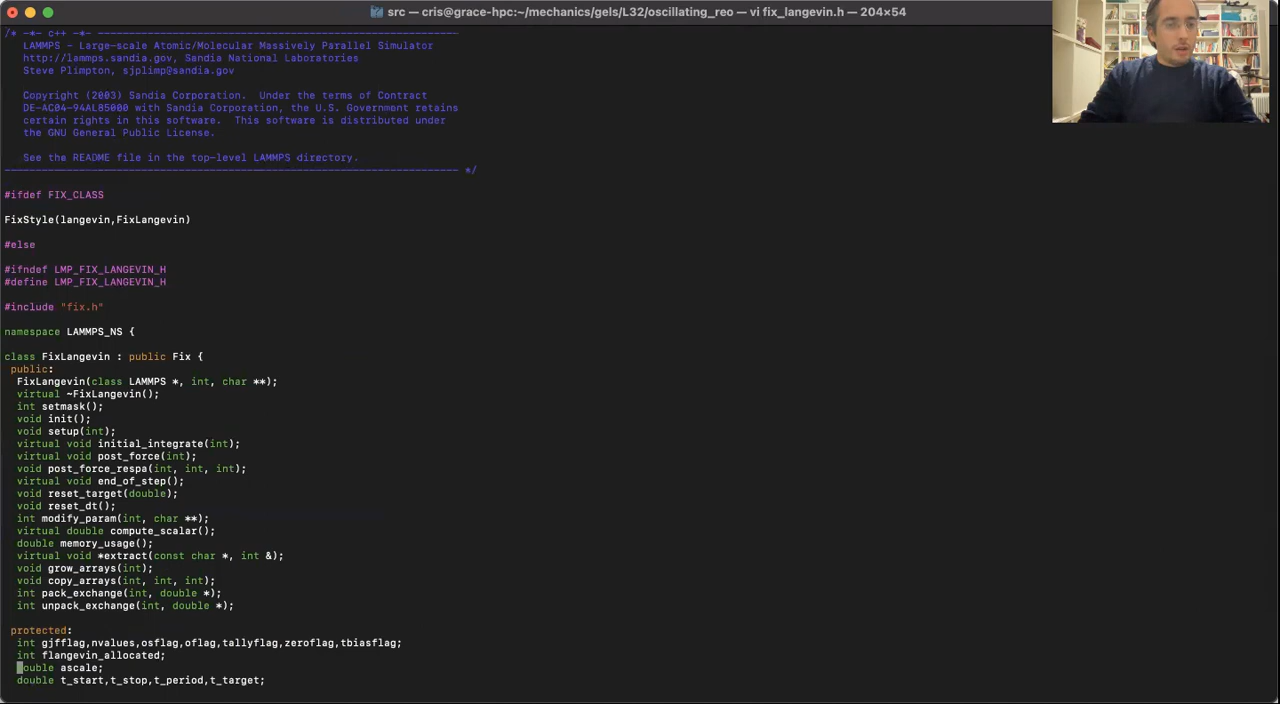 src — cris@grace-hpc:~/mechanics/gels/L32/oscillating_reo — vi fix_langevin.h — 204×54
/* -*- c++ -*- ----------------------------------------------------------
LAMMPS - Large-scale Atomic/Molecular Massively Parallel Simulator
http://lammps.sandia.gov, Sandia National Laboratories
Steve Plimpton, sjplimp@sandia.gov
Copyright (2003) Sandia Corporation.  Under the terms of Contract
DE-AC04-94AL85000 with Sandia Corporation, the U.S. Government retains
certain rights in this software.  This software is distributed under
the GNU General Public License.
See the README file in the top-level LAMMPS directory.
------------------------------------------------------------------------- */
#ifdef FIX_CLASS
FixStyle(langevin,FixLangevin)
#else
#ifndef LMP_FIX_LANGEVIN_H
#define LMP_FIX_LANGEVIN_H
#include "fix.h"
namespace LAMMPS_NS {
class FixLangevin : public Fix {
public:
FixLangevin(class LAMMPS *, int, char **);
virtual ~FixLangevin();
int setmask();
void init();
void setup(int);
virtual void initial_integrate(int);
virtual void post_force(int);
void post_force_respa(int, int, int);
virtual void end_of_step();
void reset_target(double);
void reset_dt();
int modify_param(int, char **);
virtual double compute_scalar();
double memory_usage();
virtual void *extract(const char *, int &);
void grow_arrays(int);
void copy_arrays(int, int, int);
int pack_exchange(int, double *);
int unpack_exchange(int, double *);
protected:
int gjfflag,nvalues,osflag,oflag,tallyflag,zeroflag,tbiasflag;
int flangevin_allocated;
double ascale;
double t_start,t_stop,t_period,t_target;